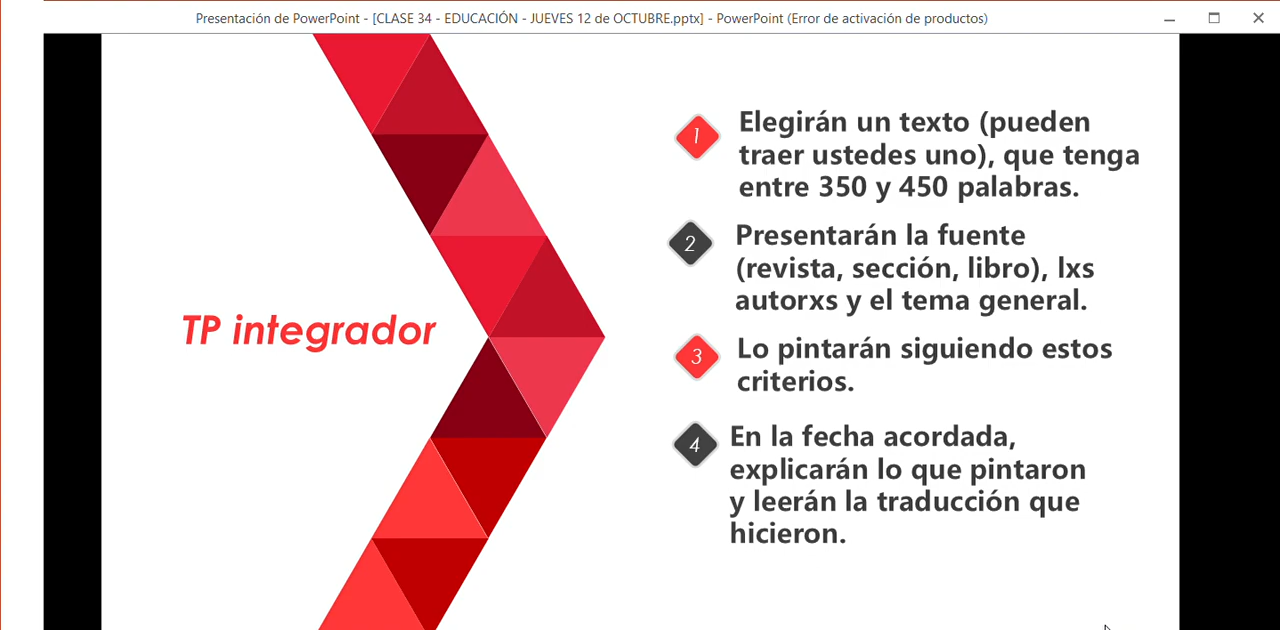 Presentación de PowerPoint - [CLASE 34 - EDUCACIÓN - JUEVES 12 de OCTUBRE.pptx] - PowerPoint (Error de activación de productos)
TP integrador
1
Elegirán un texto (pueden
traer ustedes uno), que tenga
entre 350 y 450 palabras.
2
Presentarán la fuente
(revista, sección, libro), lxs
autorxs y el tema general.
3
Lo pintarán siguiendo estos
criterios.
4
En la fecha acordada,
explicarán lo que pintaron
y leerán la traducción que
hicieron.